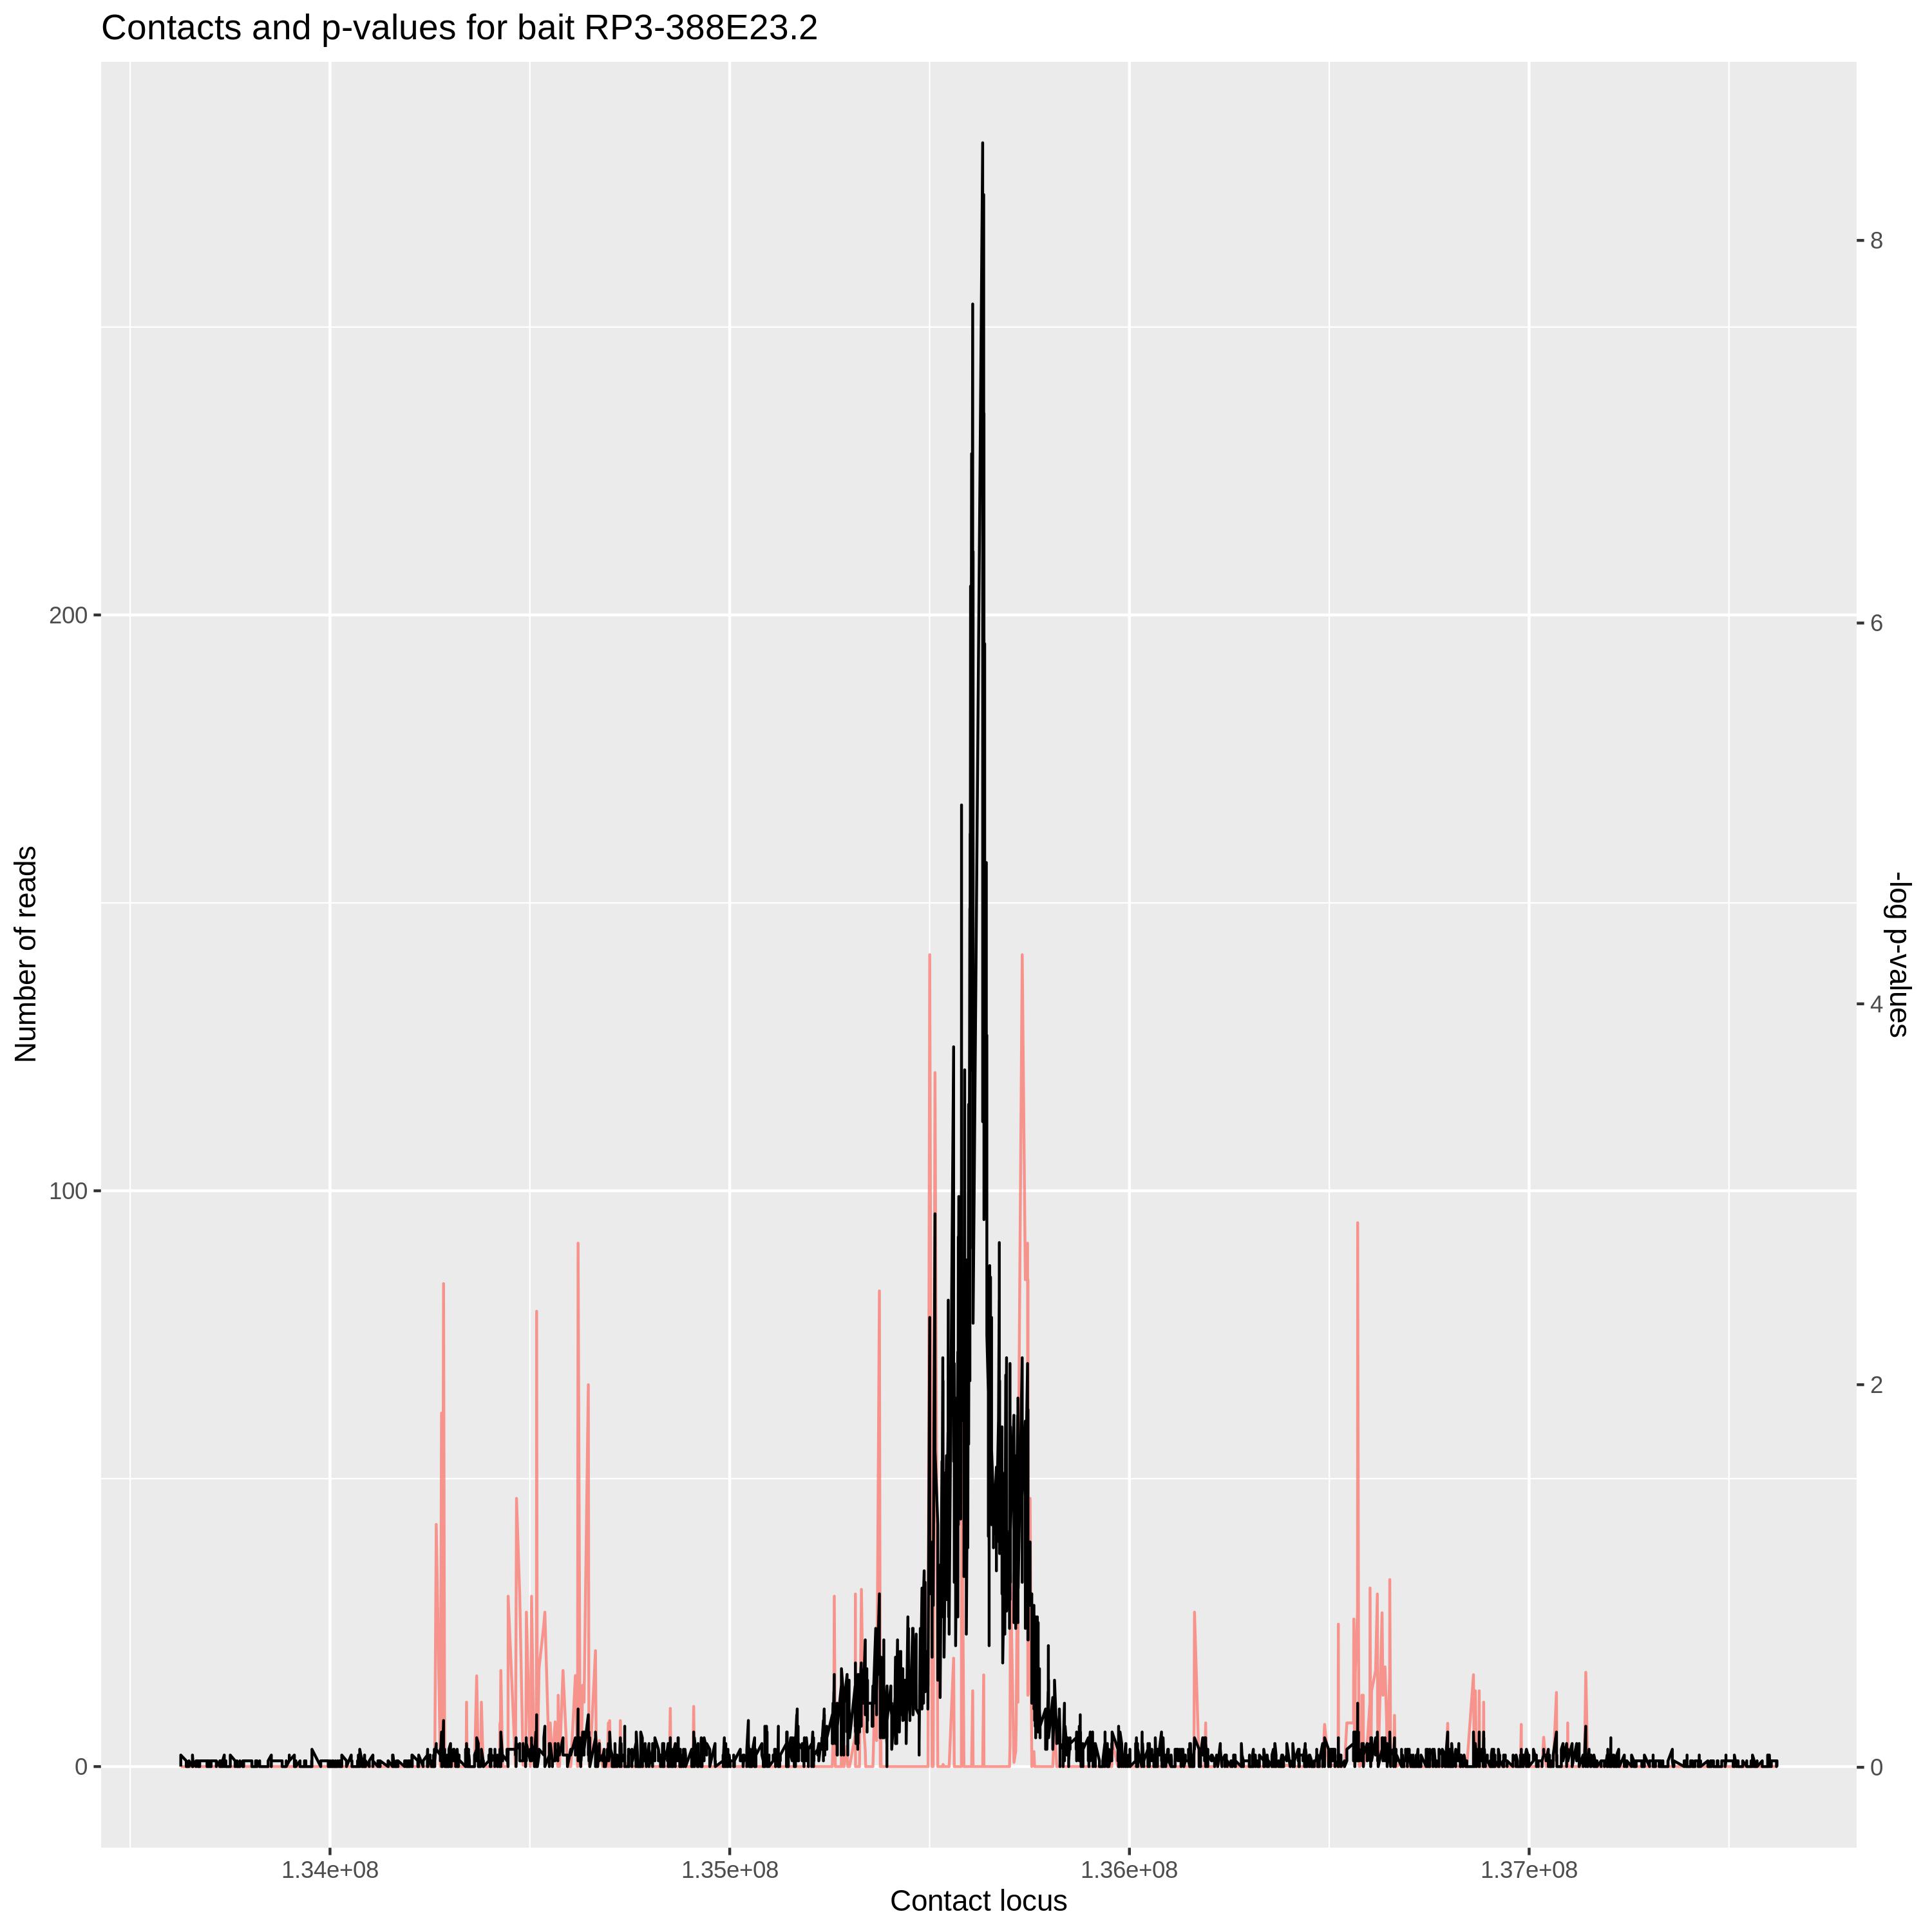 Contacts and p-values for bait RP3-388E23.2
Number of reads
200
100
0
8
6
4
2
0
-log p-values
1.34e+08 1.35e+08 1.36e+08 1.37e+08
Contact locus